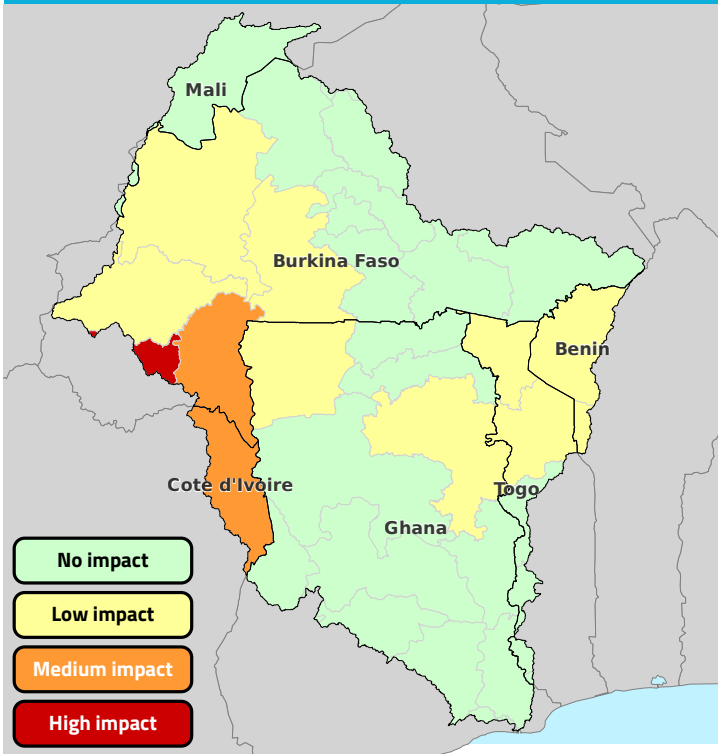 Mali
Burkina Faso
Benin
Cote d'Ivoire
Togo
Ghana
No impact
Low impact
Medium impact
High impact